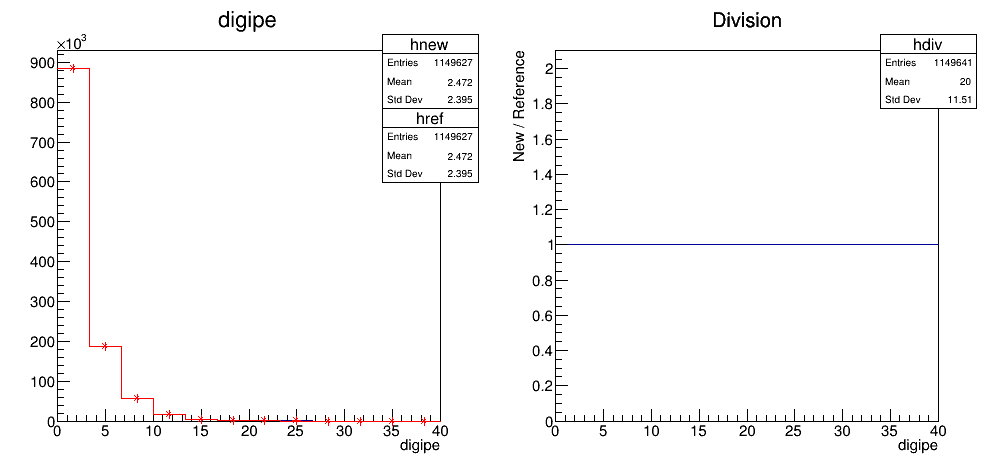 digipe
×10³
900
800
700
600
500
400
300
200
100
0
0 5 10 15 20 25 30 35 40
digipe
hnew
Entries 1149627
Mean 2.472
Std Dev 2.395
href
Entries 1149627
Mean 2.472
Std Dev 2.395
Division
New / Reference
2
1.8
1.6
1.4
1.2
1
0.8
0.6
0.4
0.2
0
0 5 10 15 20 25 30 35 40
digipe
hdiv
Entries 1149641
Mean 20
Std Dev 11.51